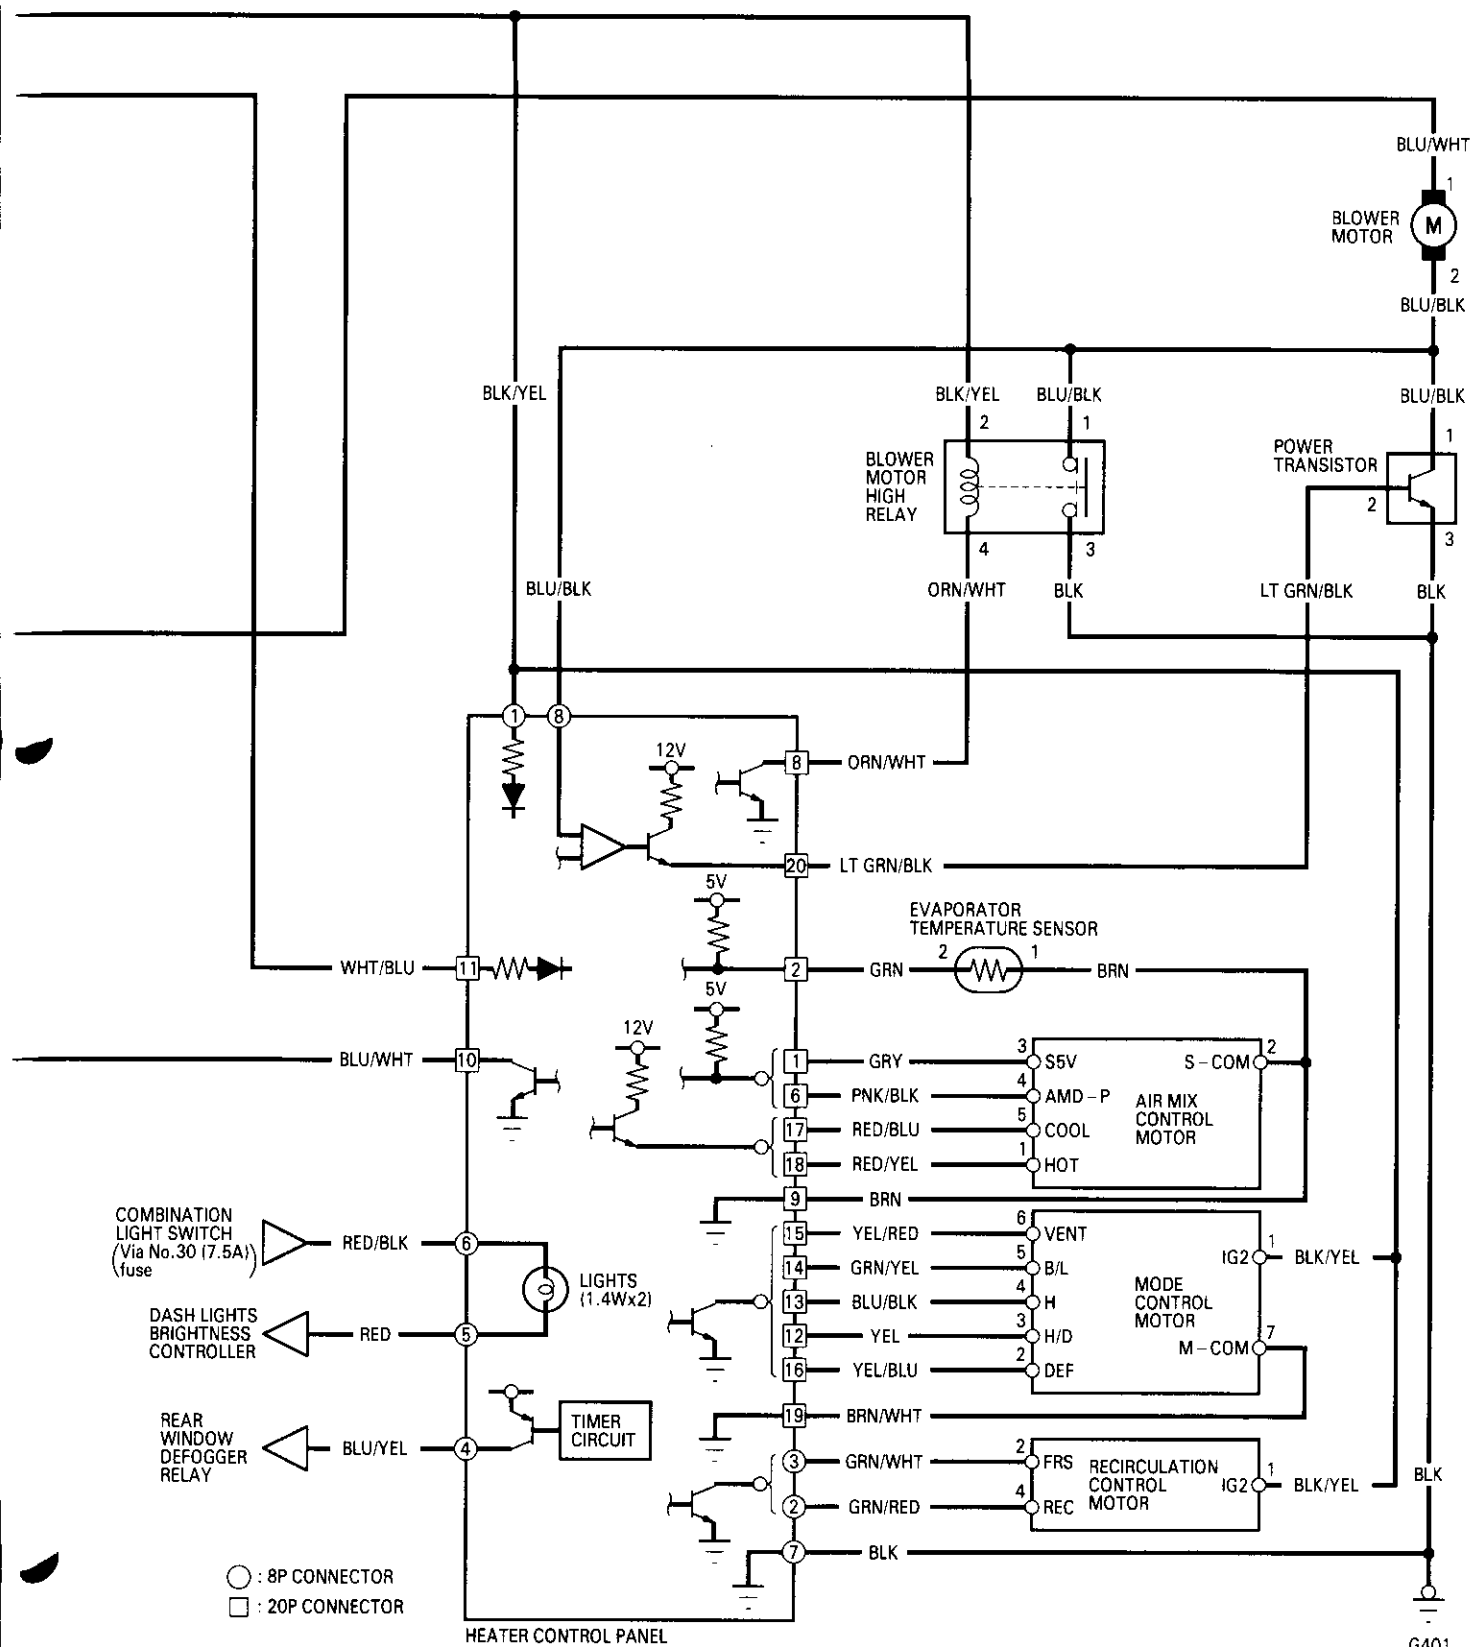 BLU/WHT
1
BLOWER
MOTOR
M
2
BLU/BLK
BLK/YEL
BLK/YEL
BLU/BLK
BLU/BLK
2
1
1
BLOWER
MOTOR
HIGH
RELAY
POWER
TRANSISTOR
2
4
3
3
BLU/BLK
ORN/WHT
BLK
LT GRN/BLK
BLK
1
8
12V
8
ORN/WHT
20
LT GRN/BLK
5V
EVAPORATOR
TEMPERATURE SENSOR
WHT/BLU
11
2
GRN
2
1
BRN
5V
12V
BLU/WHT
10
1
GRY
3
S5V
S-COM
2
6
PNK/BLK
4
AMD-P
AIR MIX
CONTROL
MOTOR
17
RED/BLU
5
COOL
18
RED/YEL
1
HOT
9
BRN
COMBINATION
LIGHT SWITCH
(Via No.30 (7.5A))
fuse
RED/BLK
6
15
YEL/RED
6
VENT
14
GRN/YEL
5
B/L
IG2
1
BLK/YEL
LIGHTS
(1.4Wx2)
13
BLU/BLK
4
H
MODE
CONTROL
MOTOR
DASH LIGHTS
BRIGHTNESS
CONTROLLER
RED
5
12
YEL
3
H/D
M-COM
7
16
YEL/BLU
2
DEF
19
BRN/WHT
REAR
WINDOW
DEFOGGER
RELAY
BLU/YEL
4
TIMER
CIRCUIT
3
GRN/WHT
2
FRS
RECIRCULATION
CONTROL
MOTOR
IG2
1
BLK/YEL
BLK
2
GRN/RED
4
REC
7
BLK
: 8P CONNECTOR
: 20P CONNECTOR
HEATER CONTROL PANEL
G401